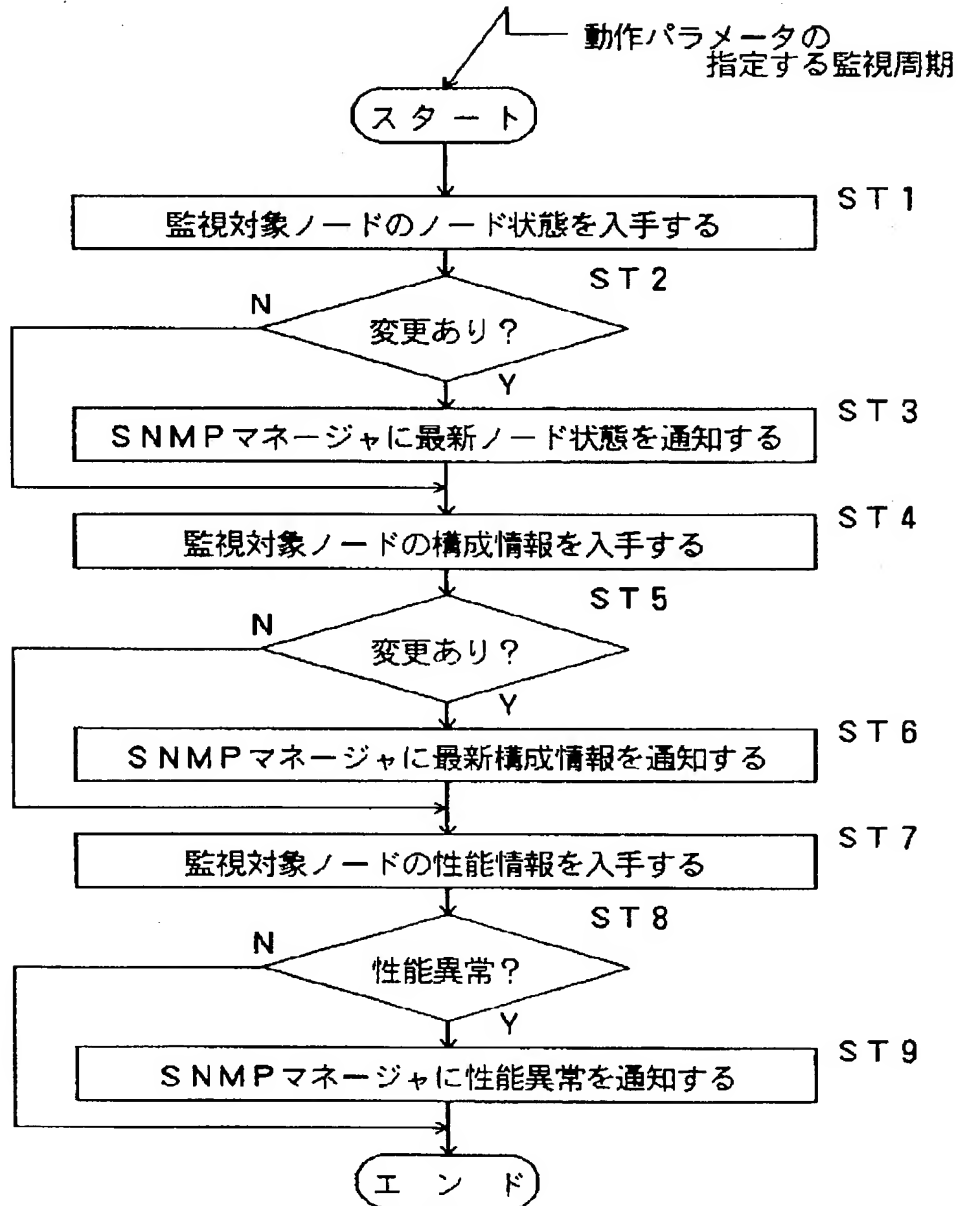 動作パラメータの
指定する監視周期
スタート
ST1
監視対象ノードのノード状態を入手する
ST2
N
変更あり?
Y
ST3
SNMPマネージャに最新ノード状態を通知する
ST4
監視対象ノードの構成情報を入手する
ST5
N
変更あり?
Y
ST6
SNMPマネージャに最新構成情報を通知する
ST7
監視対象ノードの性能情報を入手する
ST8
N
性能異常?
Y
ST9
SNMPマネージャに性能異常を通知する
エンド